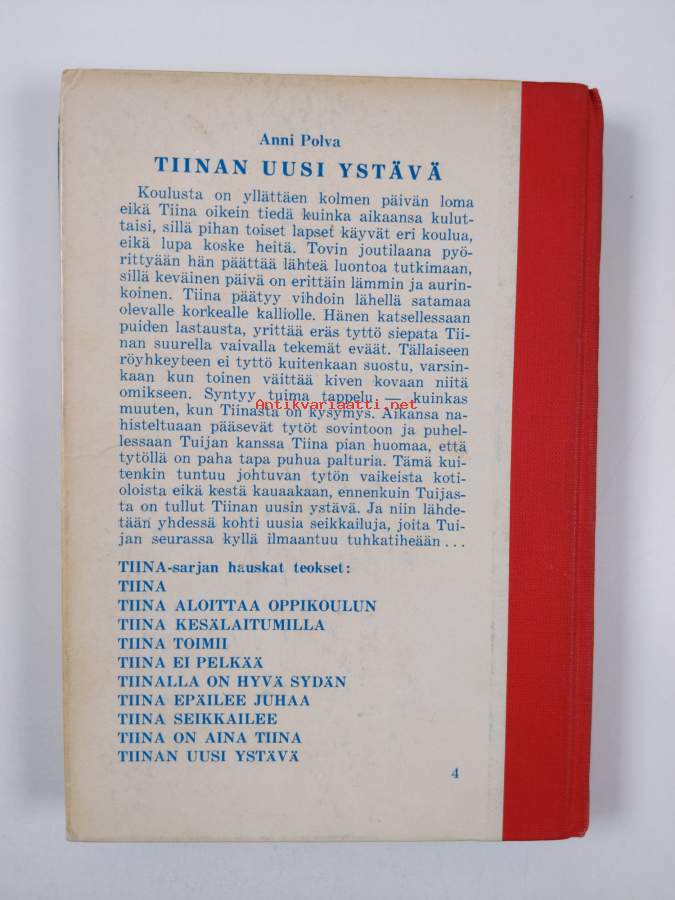 Anni Polva
TIINAN UUSI YSTÄVÄ
Koulusta on yllättäen kolmen päivän loma
eikä Tiina oikein tiedä kuinka aikaansa kulut-
taisi, sillä pihan toiset lapset käyvät eri koulua,
eikä lupa koske heitä. Tovin joutilaana pyö-
rittyään hän päättää lähteä luontoa tutkimaan,
sillä keväinen päivä on erittäin lämmin ja aurin-
koinen. Tiina päätyy vihdoin lähellä satamaa
olevalle korkealle kalliolle. Hänen katsellessaan
puiden lastausta, yrittää eräs tyttö siepata Tii-
nan suurella vaivalla tekemät eväät. Tällaiseen
röyhkeyteen ei tyttö kuitenkaan suostu, varsin-
kaan kun toinen väittää kiven kovaan niitä
omikseen. Syntyy tuima tappelu — kuinkas
Antikvariaatti.net
muuten, kun Tiinasta on kysymys. Aikansa na-
histeltuaan pääsevät tytöt sovintoon ja puhel-
lessaan Tuijan kanssa Tiina pian huomaa, että
tytöllä on paha tapa puhua palturia. Tämä kui-
tenkin tuntuu johtuvan tytön vaikeista koti-
oloista eikä kestä kauaakaan, ennenkuin Tuijas-
ta on tullut Tiinan uusin ystävä. Ja niin lähde-
tään yhdessä kohti uusia seikkailuja, joita Tui-
jan seurassa kyllä ilmaantuu tuhkatiheään ...
TIINA-sarjan hauskat teokset:
TIINA
TIINA ALOITTAA OPPIKOULUN
TIINA KESÄLAITUMILLA
TIINA TOIMII
TIINA EI PELKÄÄ
TIINALLA ON HYVÄ SYDÄN
TIINA EPÄILEE JUHAA
TIINA SEIKKAILEE
TIINA ON AINA TIINA
TIINAN UUSI YSTÄVÄ
4